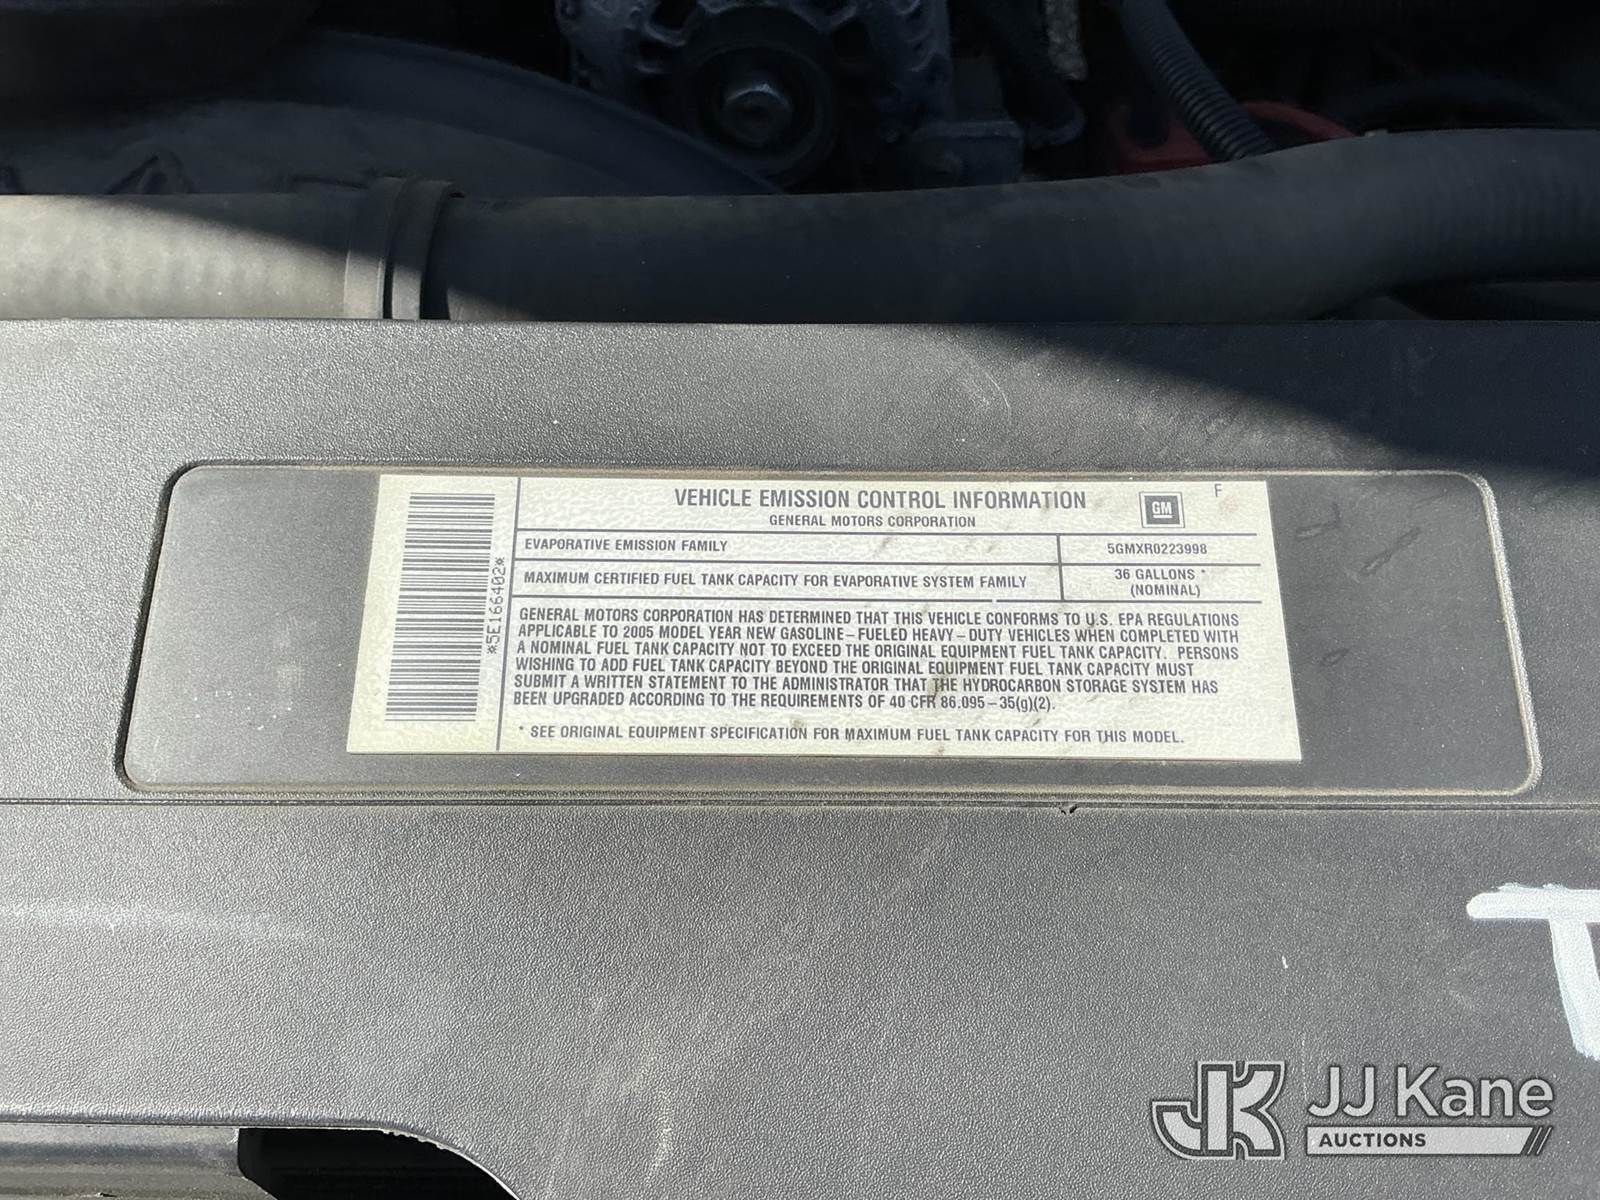 VEHICLE EMISSION CONTROL INFORMATION
GENERAL MOTORS CORPORATION
GM
F
EVAPORATIVE EMISSION FAMILY
5GMXR0223998
MAXIMUM CERTIFIED FUEL TANK CAPACITY FOR EVAPORATIVE SYSTEM FAMILY
36 GALLONS *
(NOMINAL)
*5E166402*
GENERAL MOTORS CORPORATION HAS DETERMINED THAT THIS VEHICLE CONFORMS TO U.S. EPA REGULATIONS
APPLICABLE TO 2005 MODEL YEAR NEW GASOLINE-FUELED HEAVY-DUTY VEHICLES WHEN COMPLETED WITH
A NOMINAL FUEL TANK CAPACITY NOT TO EXCEED THE ORIGINAL EQUIPMENT FUEL TANK CAPACITY. PERSONS
WISHING TO ADD FUEL TANK CAPACITY BEYOND THE ORIGINAL EQUIPMENT FUEL TANK CAPACITY MUST
SUBMIT A WRITTEN STATEMENT TO THE ADMINISTRATOR THAT THE HYDROCARBON STORAGE SYSTEM HAS
BEEN UPGRADED ACCORDING TO THE REQUIREMENTS OF 40 CFR 86.095-35(g)(2).
* SEE ORIGINAL EQUIPMENT SPECIFICATION FOR MAXIMUM FUEL TANK CAPACITY FOR THIS MODEL.
T
JK JJ Kane
AUCTIONS